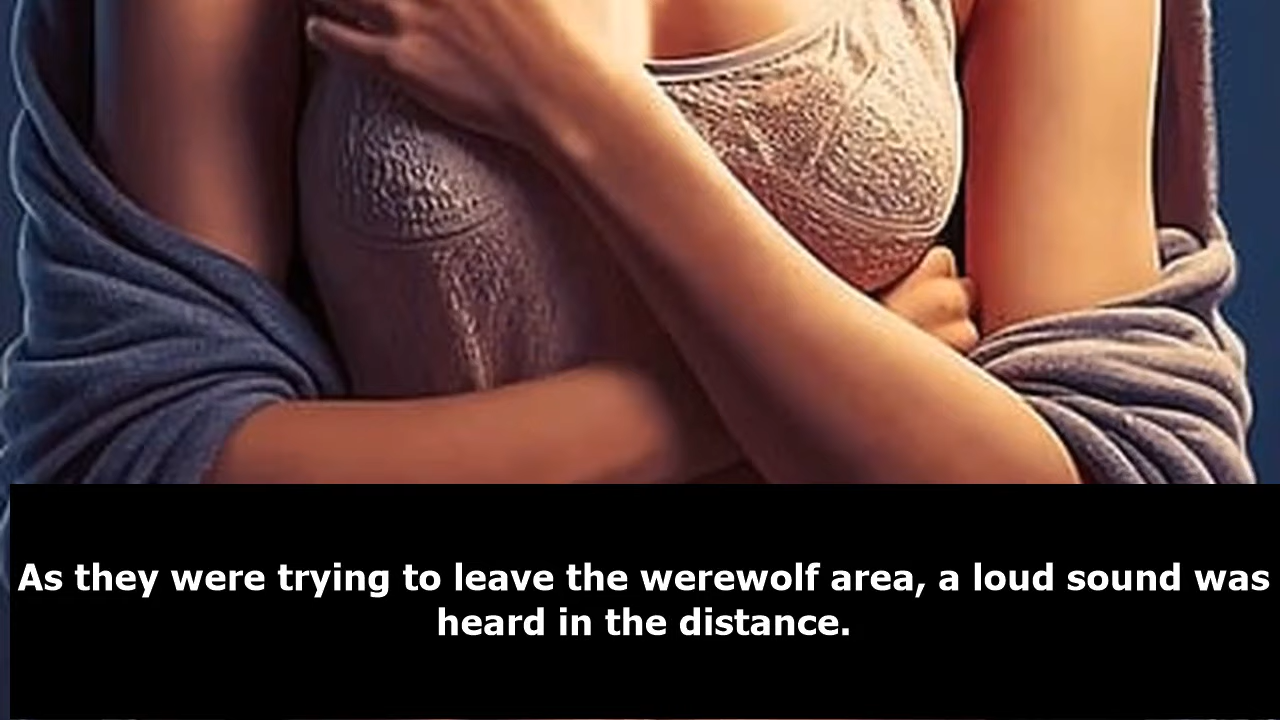 As they were trying to leave the werewolf area, a loud sound was
heard in the distance.